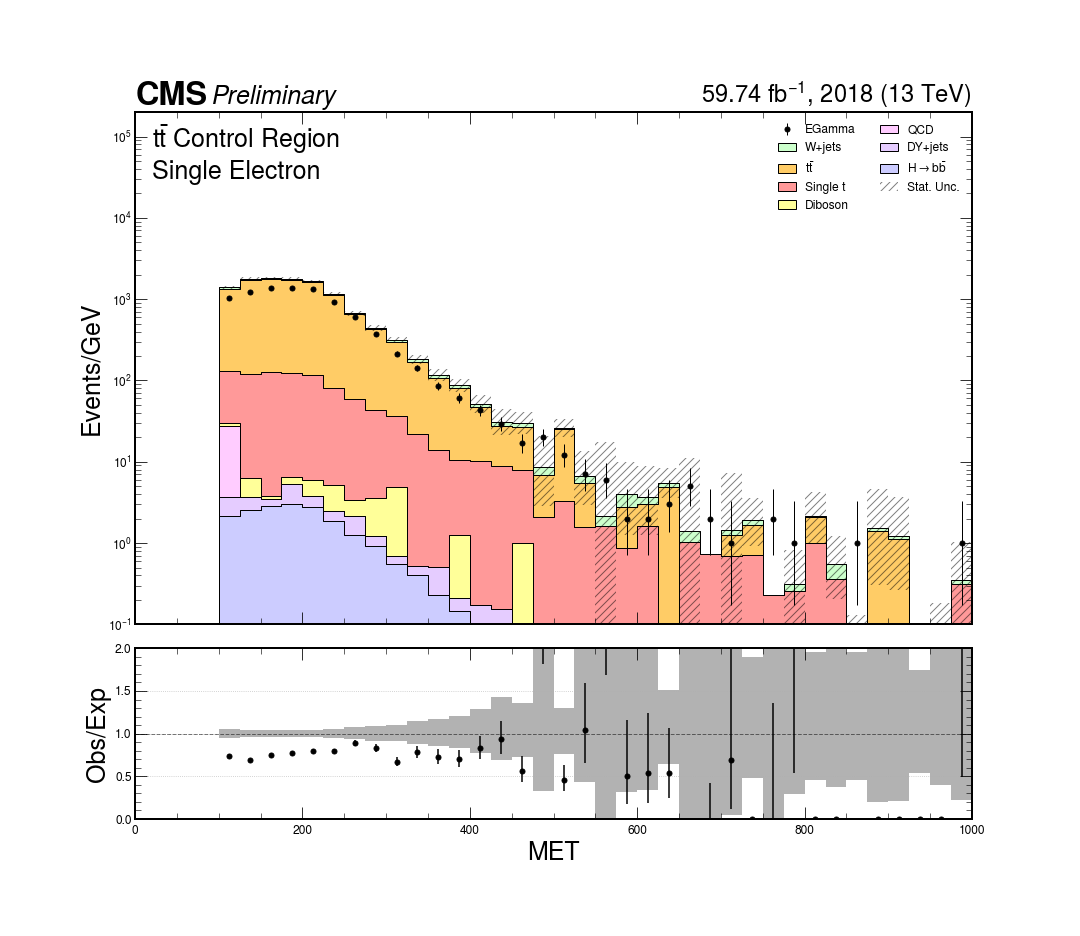 CMS Preliminary
59.74 fb⁻¹, 2018 (13 TeV)
tt̄ Control Region
Single Electron
EGamma
W+jets
tt̄
Single t
Diboson
QCD
DY+jets
H→bb̄
Stat. Unc.
10⁵
10⁴
10³
10²
10¹
10⁰
10⁻¹
Events/GeV
2.0
1.5
1.0
0.5
0.0
Obs/Exp
0 200 400 600 800 1000
MET